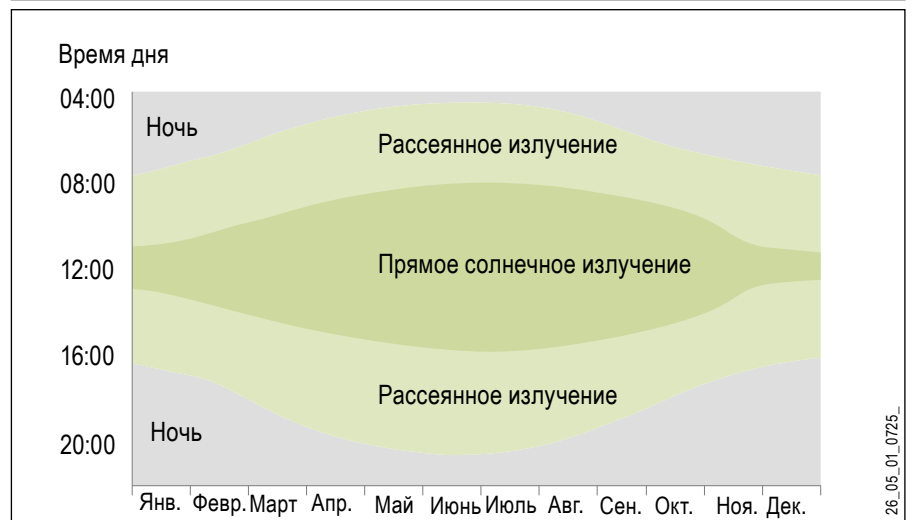 Время дня
04:00
Ночь
Рассеянное излучение
08:00
12:00
Прямое солнечное излучение
16:00
Рассеянное излучение
20:00
Ночь
Янв. Февр. Март Апр. Май Июнь Июль Авг. Сен. Окт. Ноя. Дек.
26_05_01_0725_